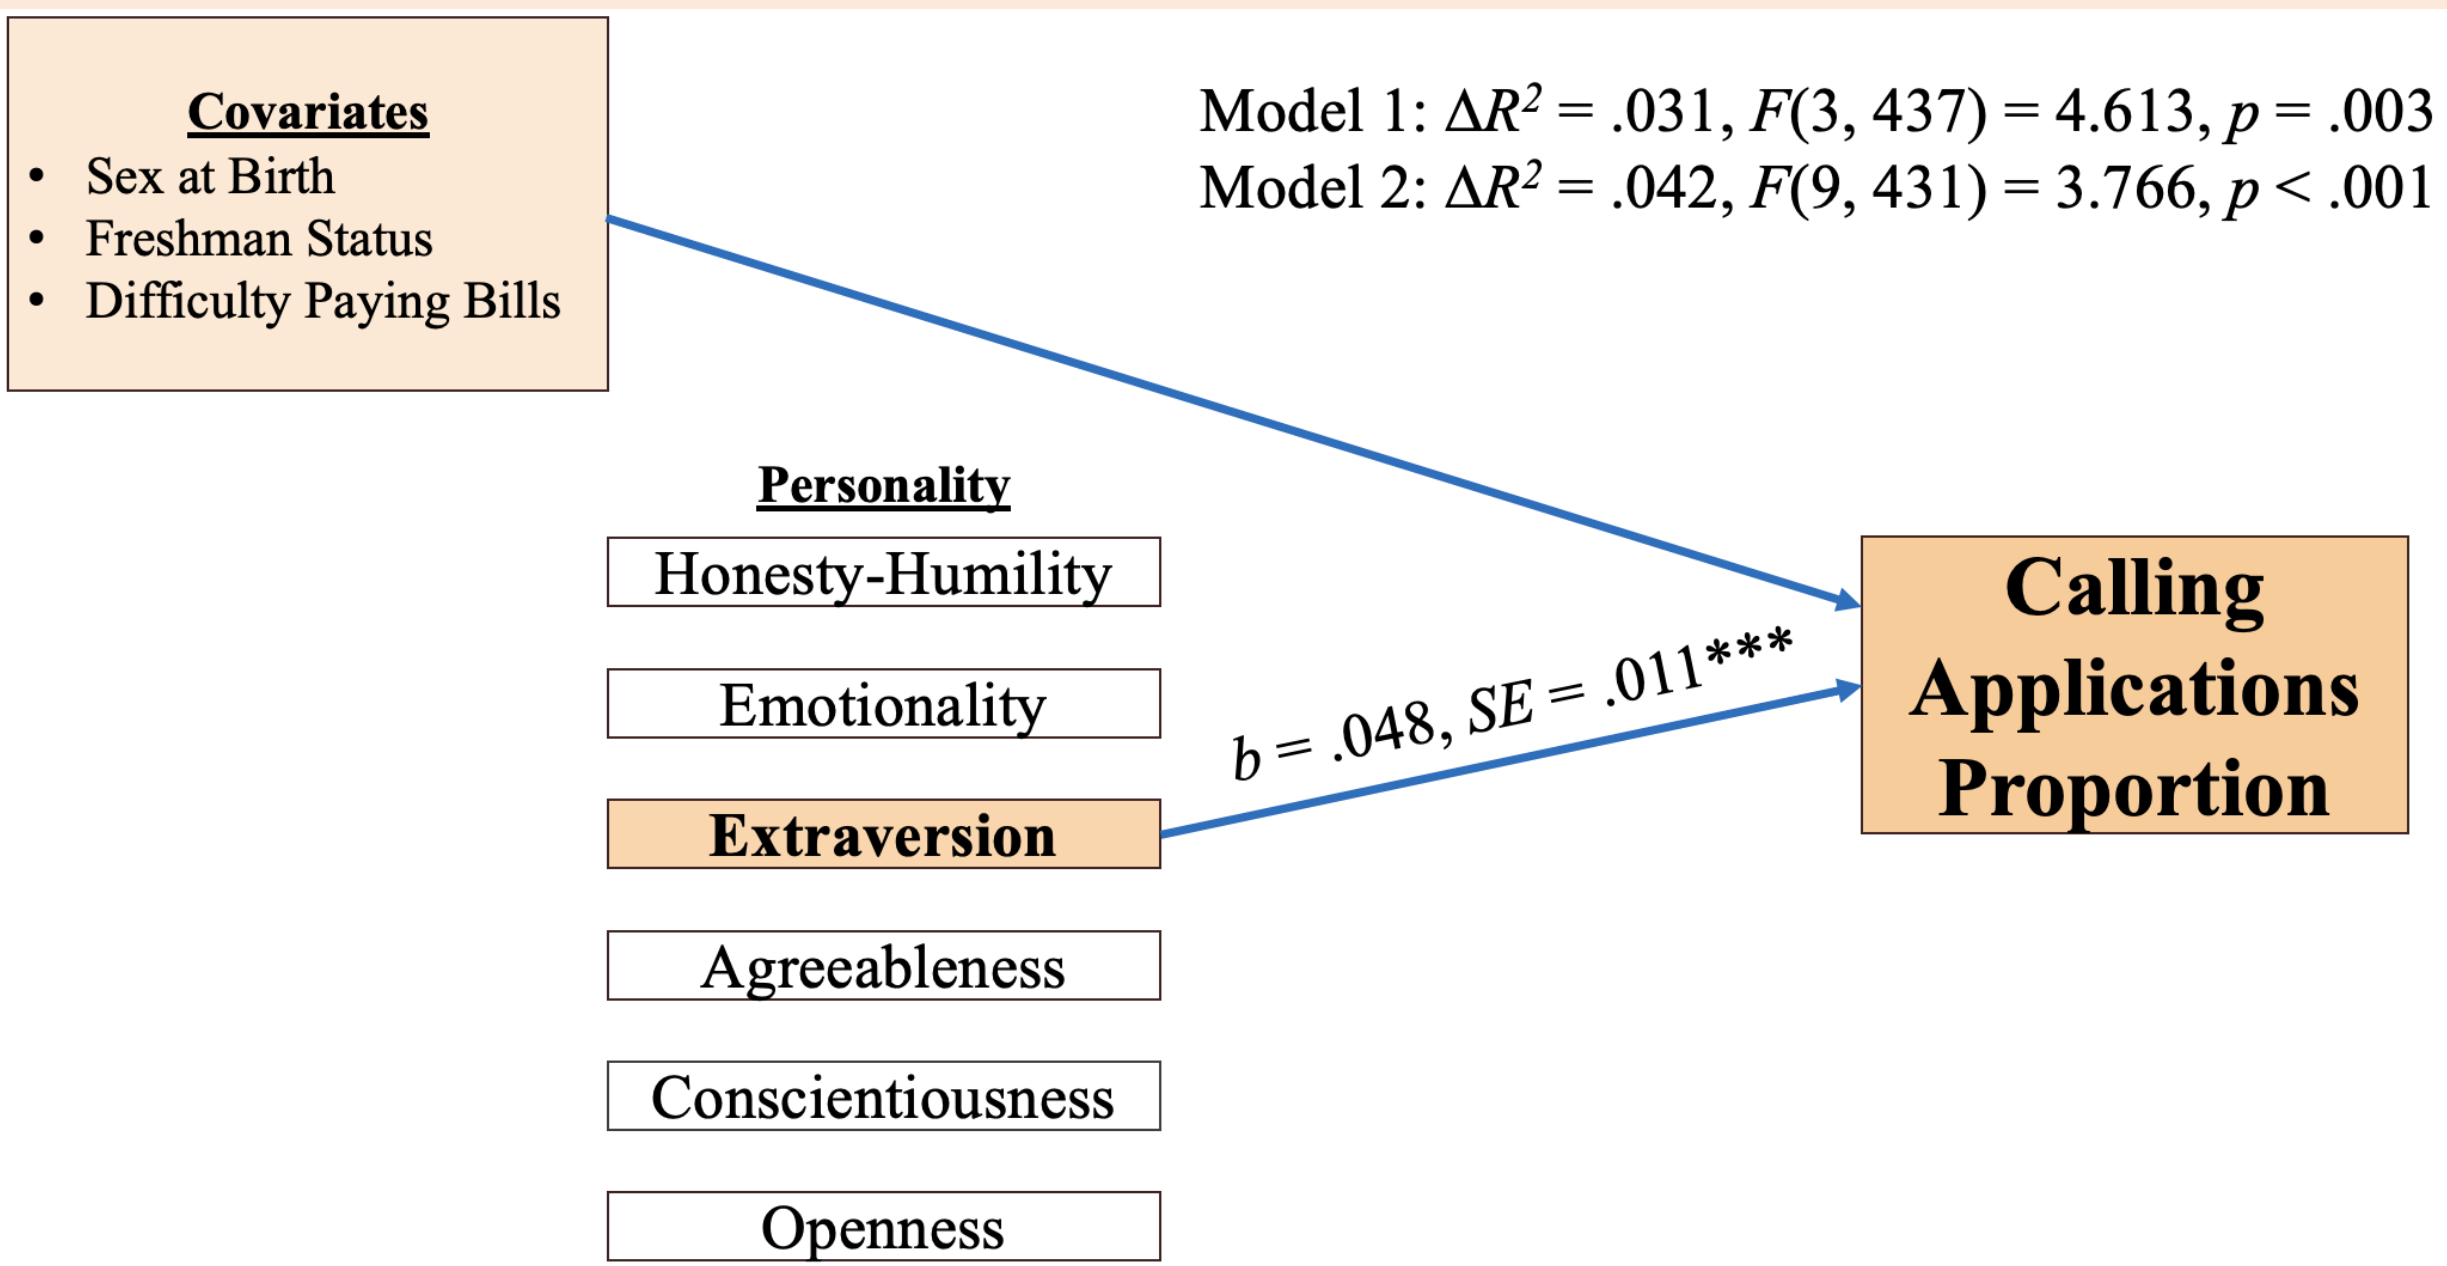 Covariates
• Sex at Birth
• Freshman Status
• Difficulty Paying Bills
Model 1: ΔR² = .031, F(3, 437) = 4.613, p = .003
Model 2: ΔR² = .042, F(9, 431) = 3.766, p < .001
Personality
Honesty-Humility
Emotionality
Extraversion
Agreeableness
Conscientiousness
Openness
b = .048, SE = .011***
Calling
Applications
Proportion